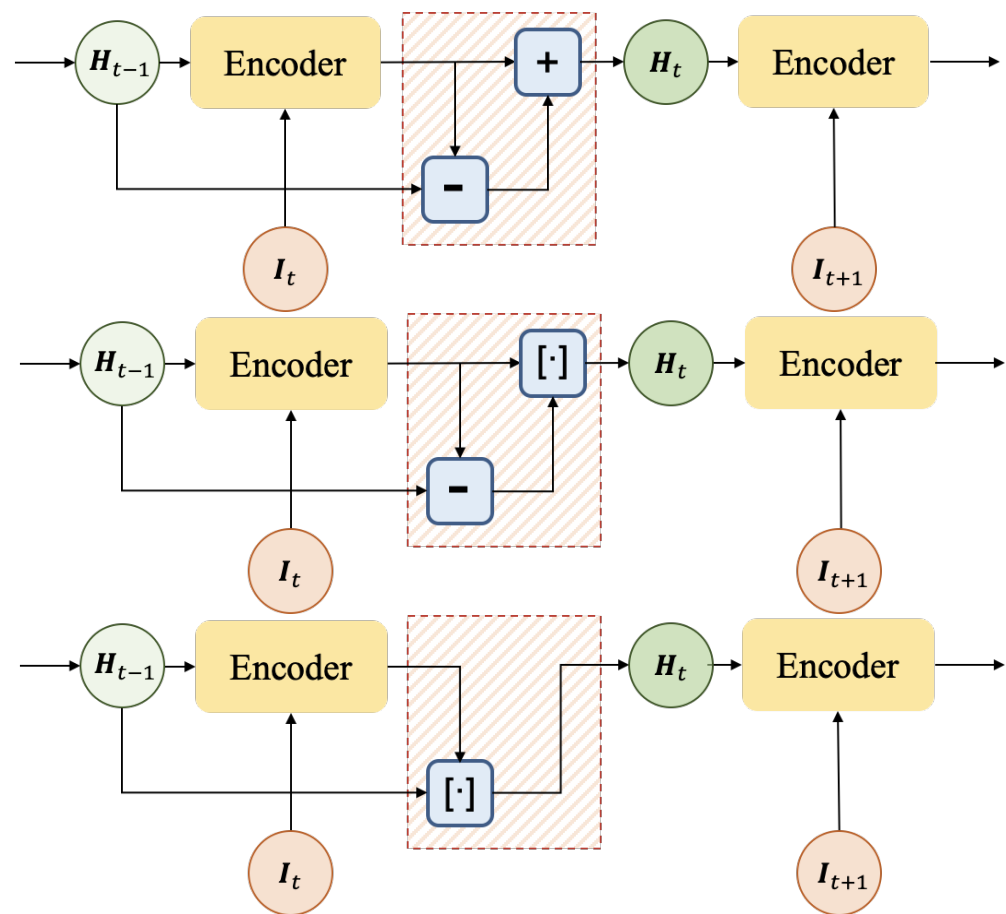 H_{t−1} Encoder + H_t Encoder
−
I_t I_{t+1}
H_{t−1} Encoder [·] H_t Encoder
−
I_t I_{t+1}
H_{t−1} Encoder H_t Encoder
[·]
I_t I_{t+1}